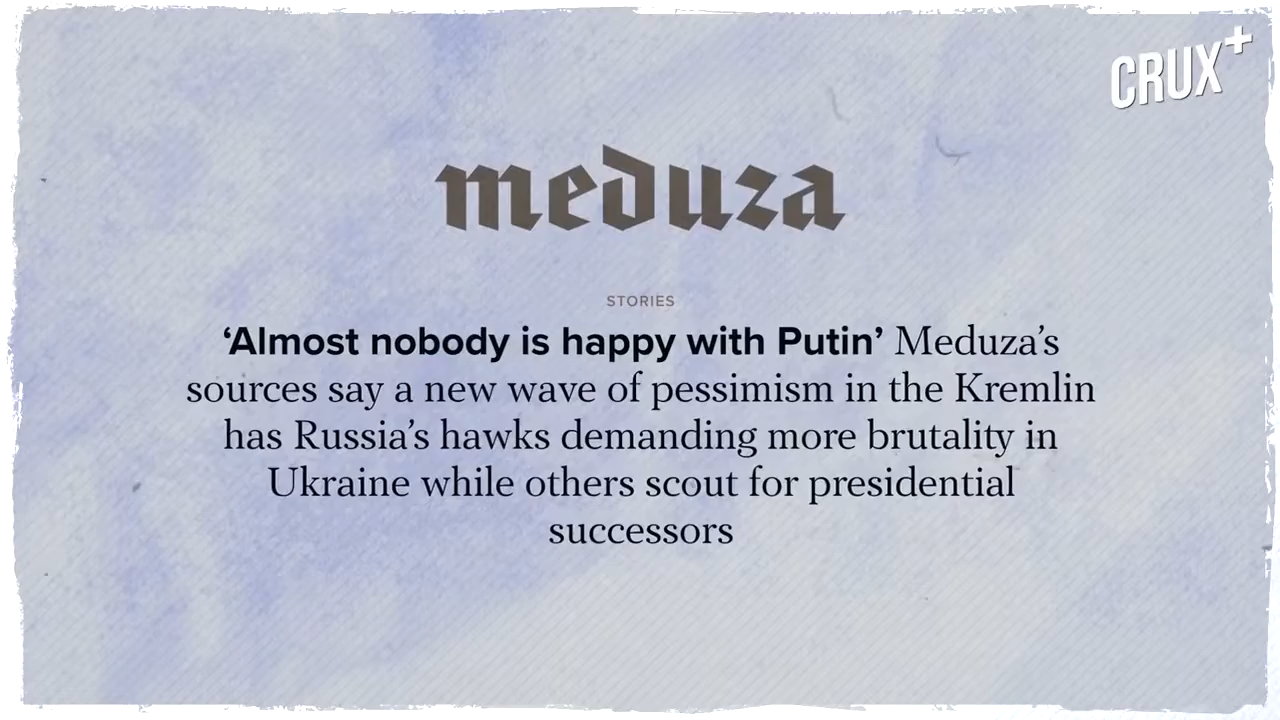 CRUX+
meduza
STORIES
‘Almost nobody is happy with Putin’ Meduza’s
sources say a new wave of pessimism in the Kremlin
has Russia’s hawks demanding more brutality in
Ukraine while others scout for presidential
successors